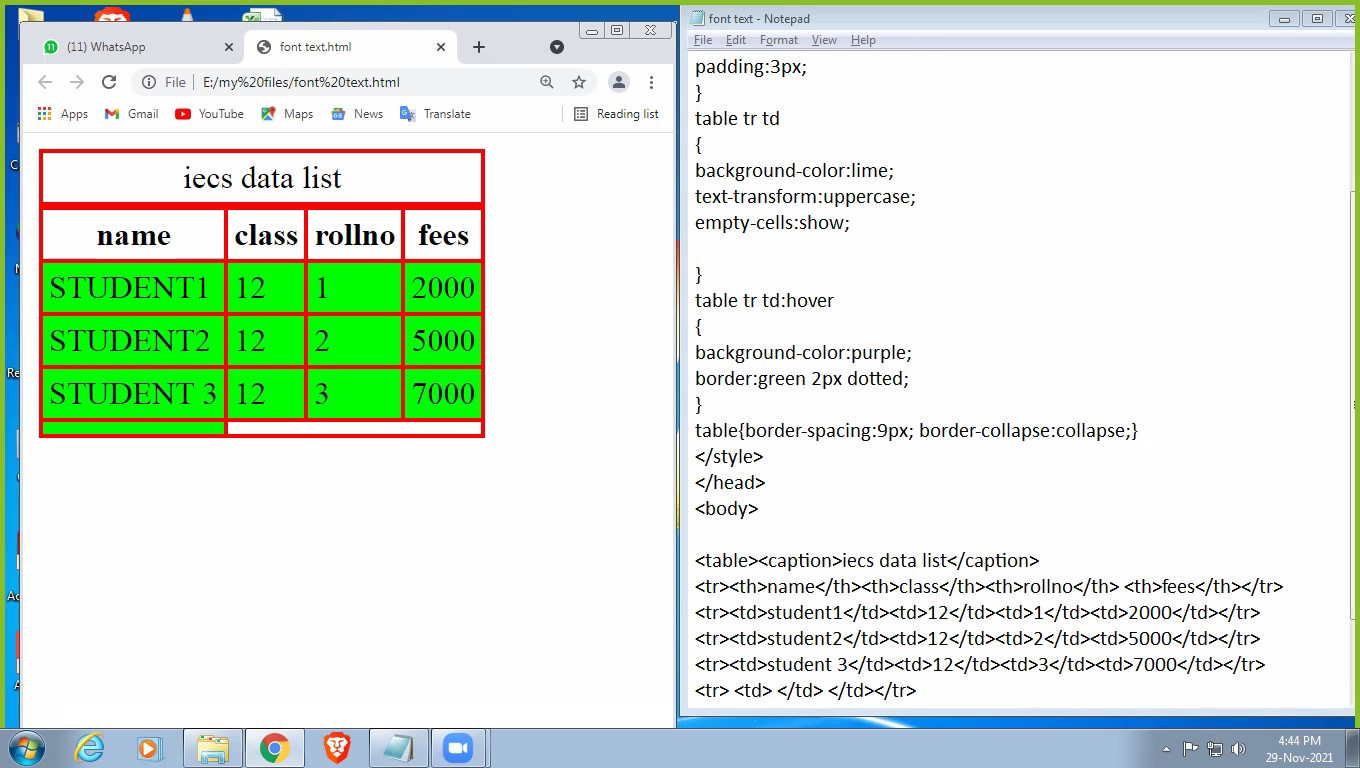 (11) WhatsApp
font text.html
File
E:/my%20files/font%20text.html
Apps
Gmail
YouTube
Maps
News
Translate
Reading list
iecs data list
name class rollno fees
STUDENT1 12 1 2000
STUDENT2 12 2 5000
STUDENT 3 12 3 7000
font text - Notepad
File Edit Format View Help
padding:3px;
}
table tr td
{
background-color:lime;
text-transform:uppercase;
empty-cells:show;
}
table tr td:hover
{
background-color:purple;
border:green 2px dotted;
}
table{border-spacing:9px; border-collapse:collapse;}
</style>
</head>
<body>
<table><caption>iecs data list</caption>
<tr><th>name</th><th>class</th><th>rollno</th> <th>fees</th></tr>
<tr><td>student1</td><td>12</td><td>1</td><td>2000</td></tr>
<tr><td>student2</td><td>12</td><td>2</td><td>5000</td></tr>
<tr><td>student 3</td><td>12</td><td>3</td><td>7000</td></tr>
<tr> <td> </td> </td></tr>
4:44 PM
29-Nov-2021